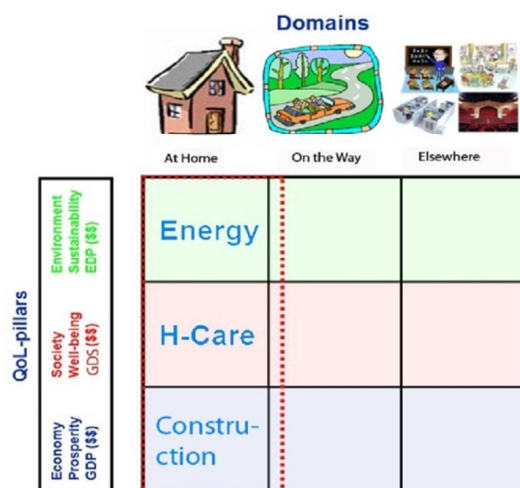 Domains
At Home
On the Way
Elsewhere
QoL-pillars
Environment
Sustainability
EDP ($$)
Energy
Society
Well-being
GDS ($$)
H-Care
Economy
Prosperity
GDP ($$)
Constru-
ction